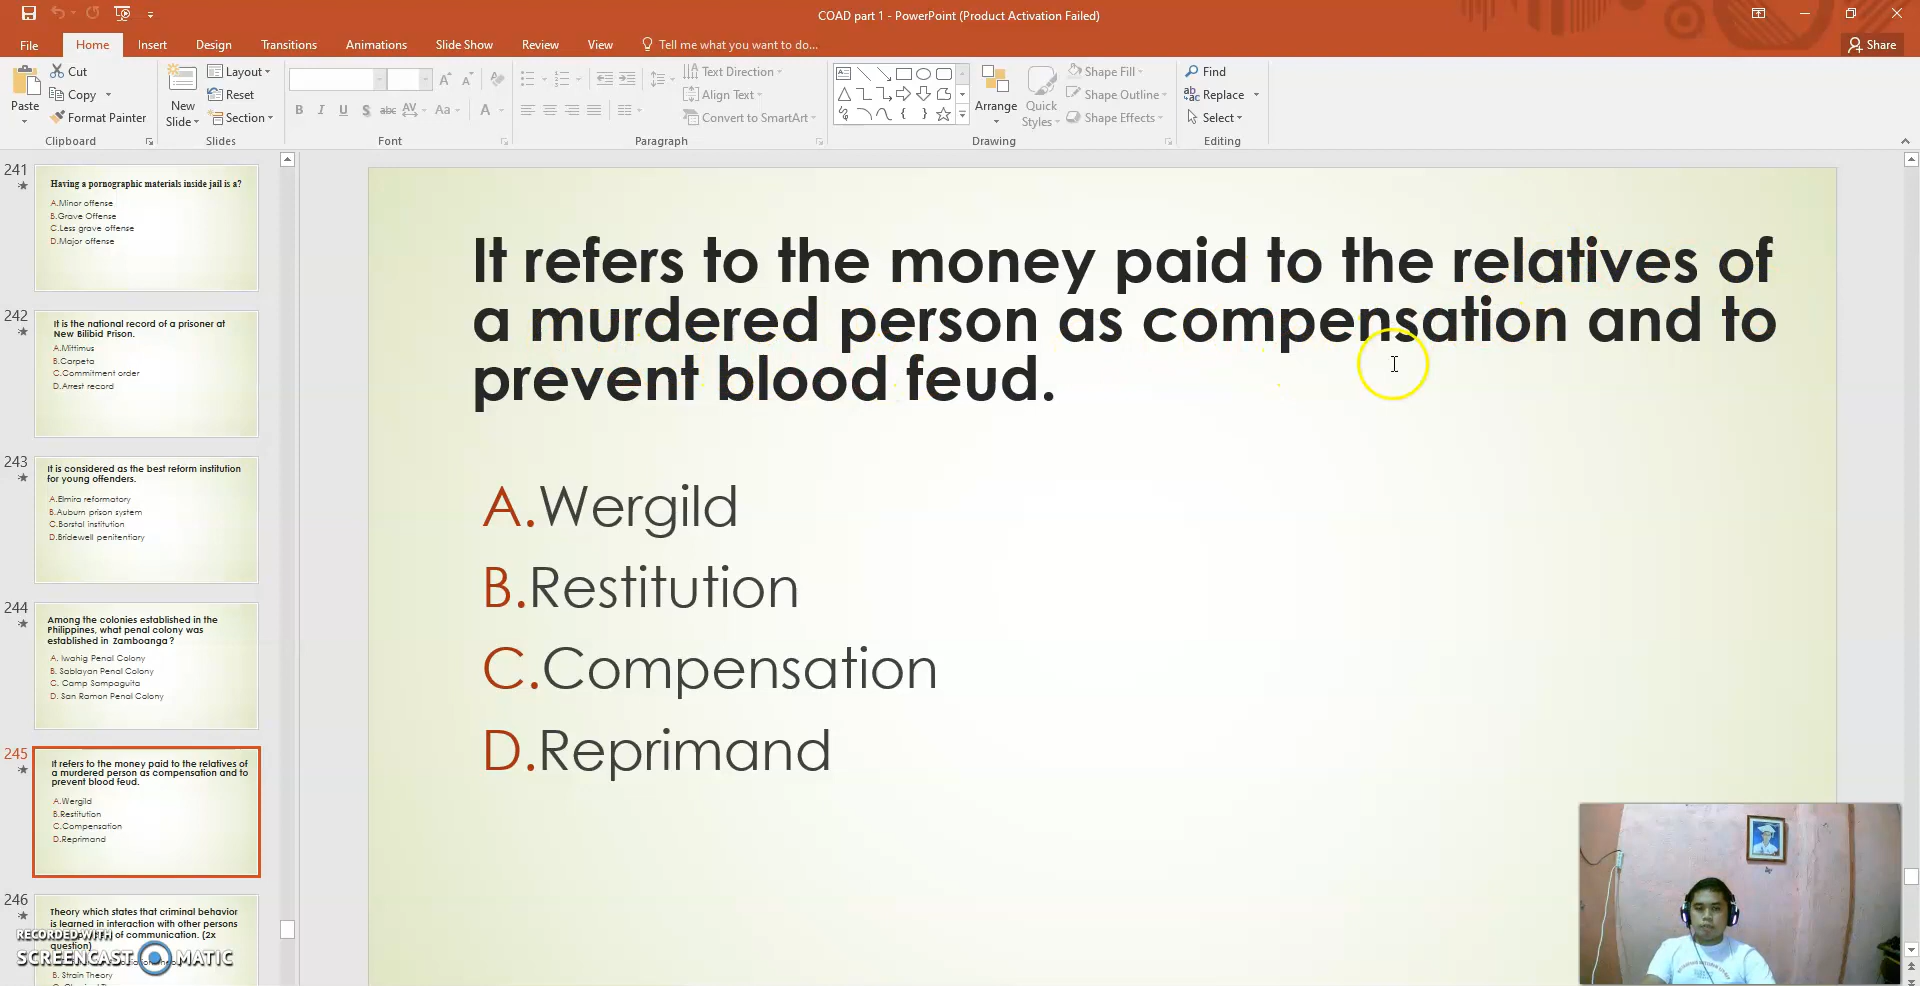 COAD part 1 - PowerPoint (Product Activation Failed)
File Home Insert Design Transitions Animations Slide Show Review View Tell me what you want to do... Share
Cut
Copy
Format Painter
Paste
Clipboard
New Slide
Layout
Reset
Section
Slides
B I U S abc AV Aa A
Font
Text Direction
Align Text
Convert to SmartArt
Paragraph
Arrange
Quick Styles
Shape Fill
Shape Outline
Shape Effects
Drawing
Find
Replace
Select
Editing
241
Having a pornographic materials inside jail is a?
A.Minor offense
B.Grave Offense
C.Less grave offense
D.Major offense
242
It is the national record of a prisoner at
New Bilibid Prison.
A.Mittimus
B.Carpeta
C.Commitment order
D.Arrest record
243
It is considered as the best reform institution
for young offenders.
A.Elmira reformatory
B.Auburn prison system
C.Borstal institution
D.Bridewell penitentiary
244
Among the colonies established in the
Philippines, what penal colony was
established in Zamboanga?
A. Iwahig Penal Colony
B. Sablayan Penal Colony
C. Camp Sampaguita
D. San Ramon Penal Colony
245
It refers to the money paid to the relatives of
a murdered person as compensation and to
prevent blood feud.
A.Wergild
B.Restitution
C.Compensation
D.Reprimand
246
Theory which states that criminal behavior
is learned in interaction with other persons
of communication. (2x
question)
B. Strain Theory
RECORDED WITH
SCREENCAST MATIC
It refers to the money paid to the relatives of
a murdered person as compensation and to
prevent blood feud.
A.Wergild
B.Restitution
C.Compensation
D.Reprimand